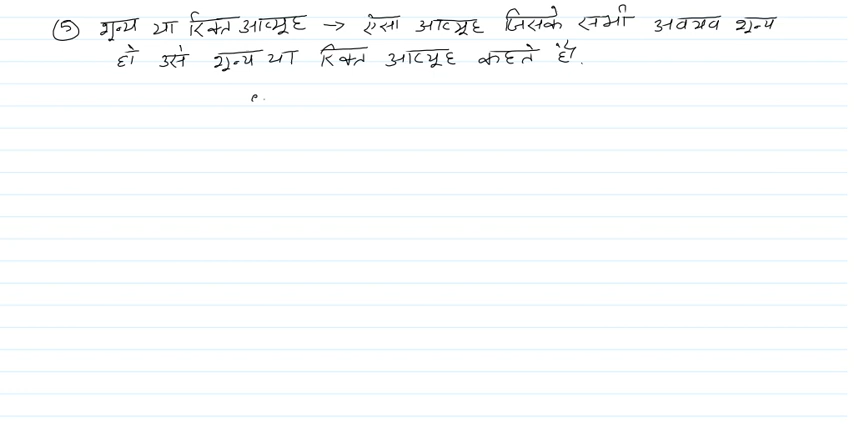 ⑤ शून्य या रिक्त आव्यूह → ऐसा आव्यूह जिसके सभी अवयव शून्य
हो उसे शून्य या रिक्त आव्यूह कहते हैं.